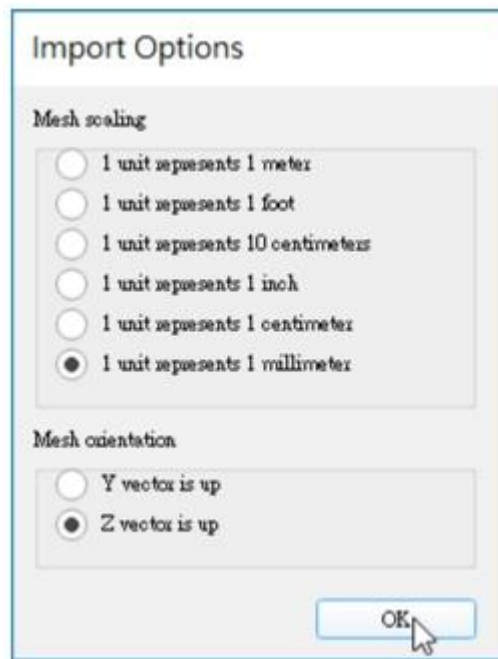 Import Options
Mesh scaling
1 unit represents 1 meter
1 unit represents 1 foot
1 unit represents 10 centimeters
1 unit represents 1 inch
1 unit represents 1 centimeter
1 unit represents 1 millimeter
Mesh orientation
Y vector is up
Z vector is up
OK